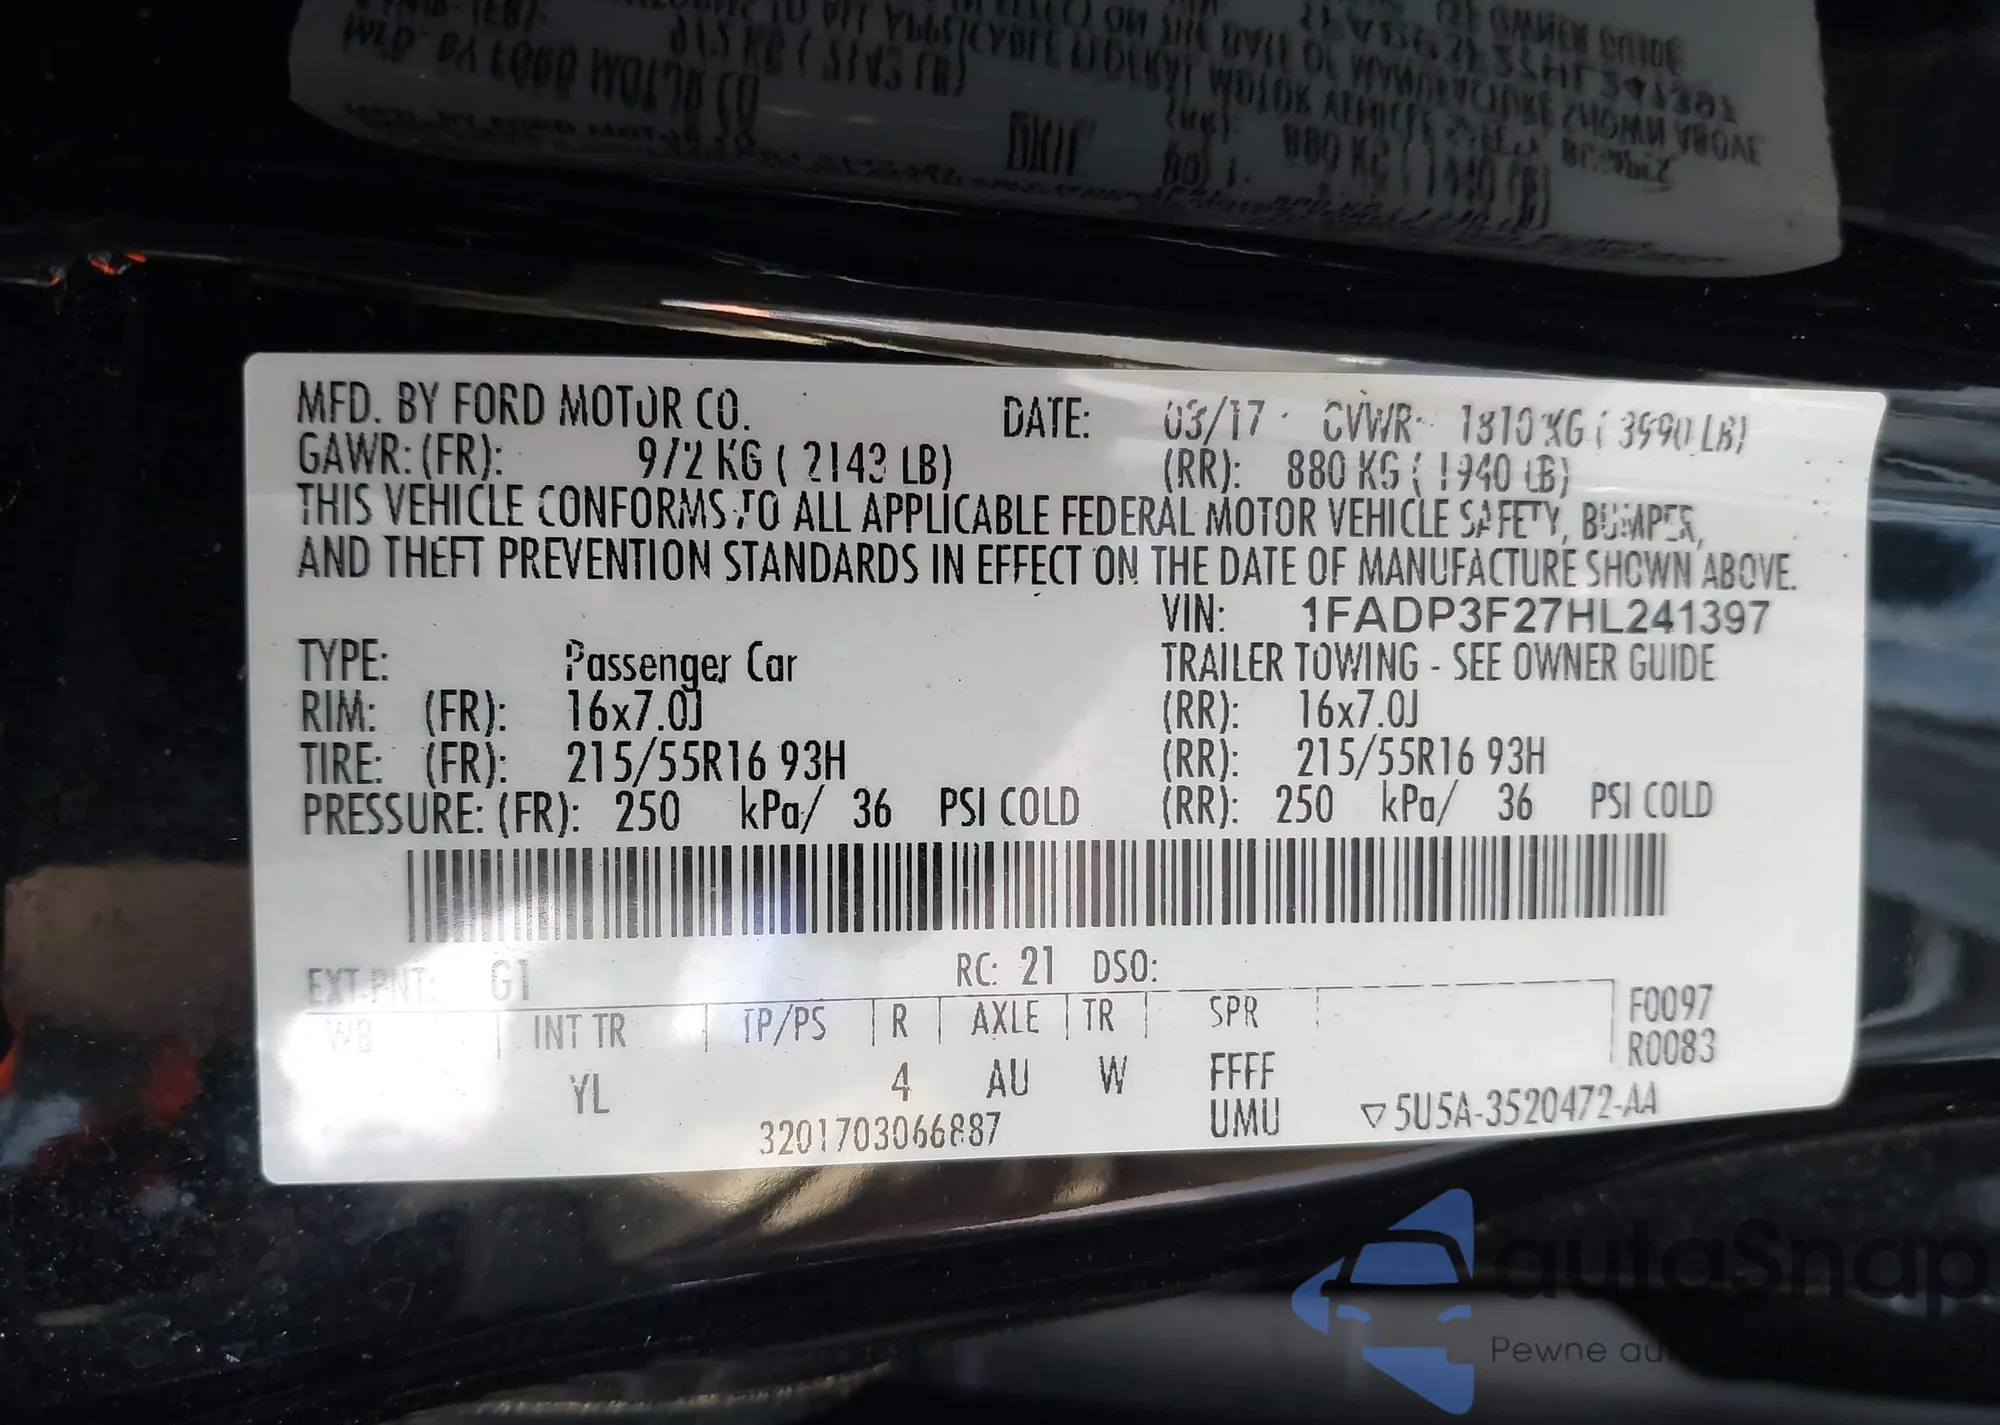 MFD. BY FORD MOTOR CO. DATE: 03/17 GVWR: 1810 KG ( 3990 LB)
GAWR: (FR): 972 KG ( 2143 LB) (RR): 880 KG ( 1940 LB)
THIS VEHICLE CONFORMS TO ALL APPLICABLE FEDERAL MOTOR VEHICLE SAFETY, BUMPER,
AND THEFT PREVENTION STANDARDS IN EFFECT ON THE DATE OF MANUFACTURE SHOWN ABOVE.
VIN: 1FADP3F27HL241397
TYPE: Passenger Car TRAILER TOWING - SEE OWNER GUIDE
RIM: (FR): 16x7.0J (RR): 16x7.0J
TIRE: (FR): 215/55R16 93H (RR): 215/55R16 93H
PRESSURE: (FR): 250 kPa/ 36 PSI COLD (RR): 250 kPa/ 36 PSI COLD
EXT PNT: G1 RC: 21 DSO:
WB INT TR TP/PS R AXLE TR SPR F0097
R0083
YL 4 AU W FFFF
3201703066887 UMU ▽5U5A-3520472-AA
autoSnap
Pewne